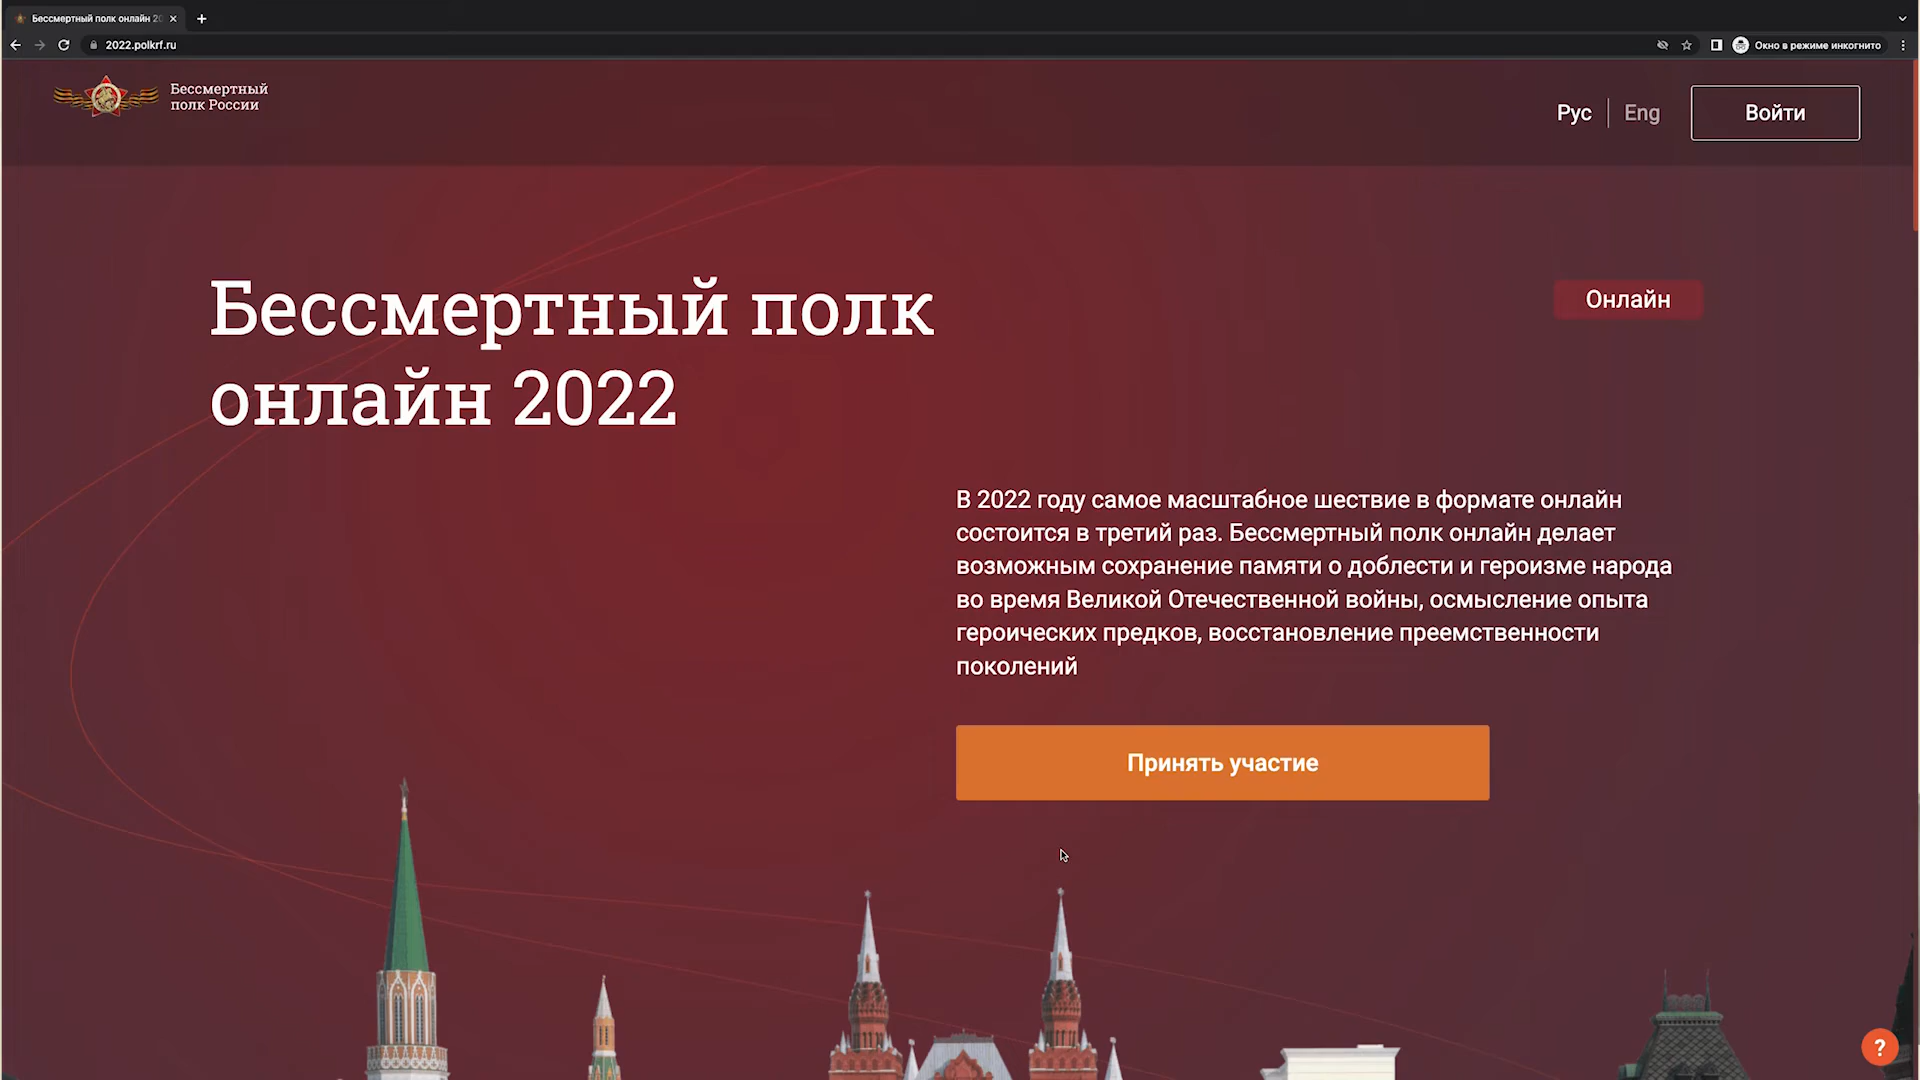 Бессмертный полк онлайн 20
2022.polkrf.ru
Окно в режиме инкогнито
Бессмертный
полк России
Рус
Eng
Войти
Бессмертный полк
онлайн 2022
Онлайн
В 2022 году самое масштабное шествие в формате онлайн
состоится в третий раз. Бессмертный полк онлайн делает
возможным сохранение памяти о доблести и героизме народа
во время Великой Отечественной войны, осмысление опыта
героических предков, восстановление преемственности
поколений
Принять участие
?